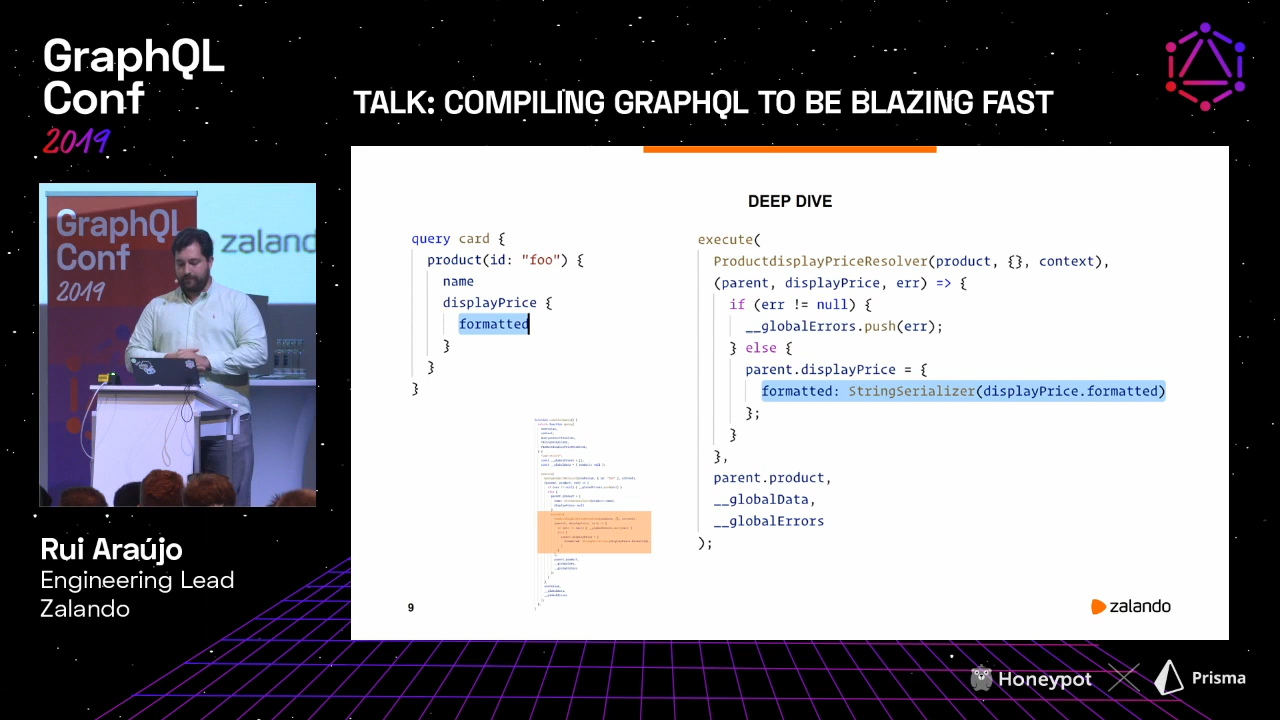 GraphQL
Conf
2019
TALK: COMPILING GRAPHQL TO BE BLAZING FAST
GraphQL
Conf
2019
zaland
Rui Araújo
Engineering Lead
Zalando
DEEP DIVE
query card {
product(id: "foo") {
name
displayPrice {
formatted
}
}
}
execute(
ProductdisplayPriceResolver(product, {}, context),
(parent, displayPrice, err) => {
if (err != null) {
__globalErrors.push(err);
} else {
parent.displayPrice = {
formatted: StringSerializer(displayPrice.formatted)
};
}
},
parent.product,
__globalData,
__globalErrors
);
9
zalando
Honeypot
Prisma